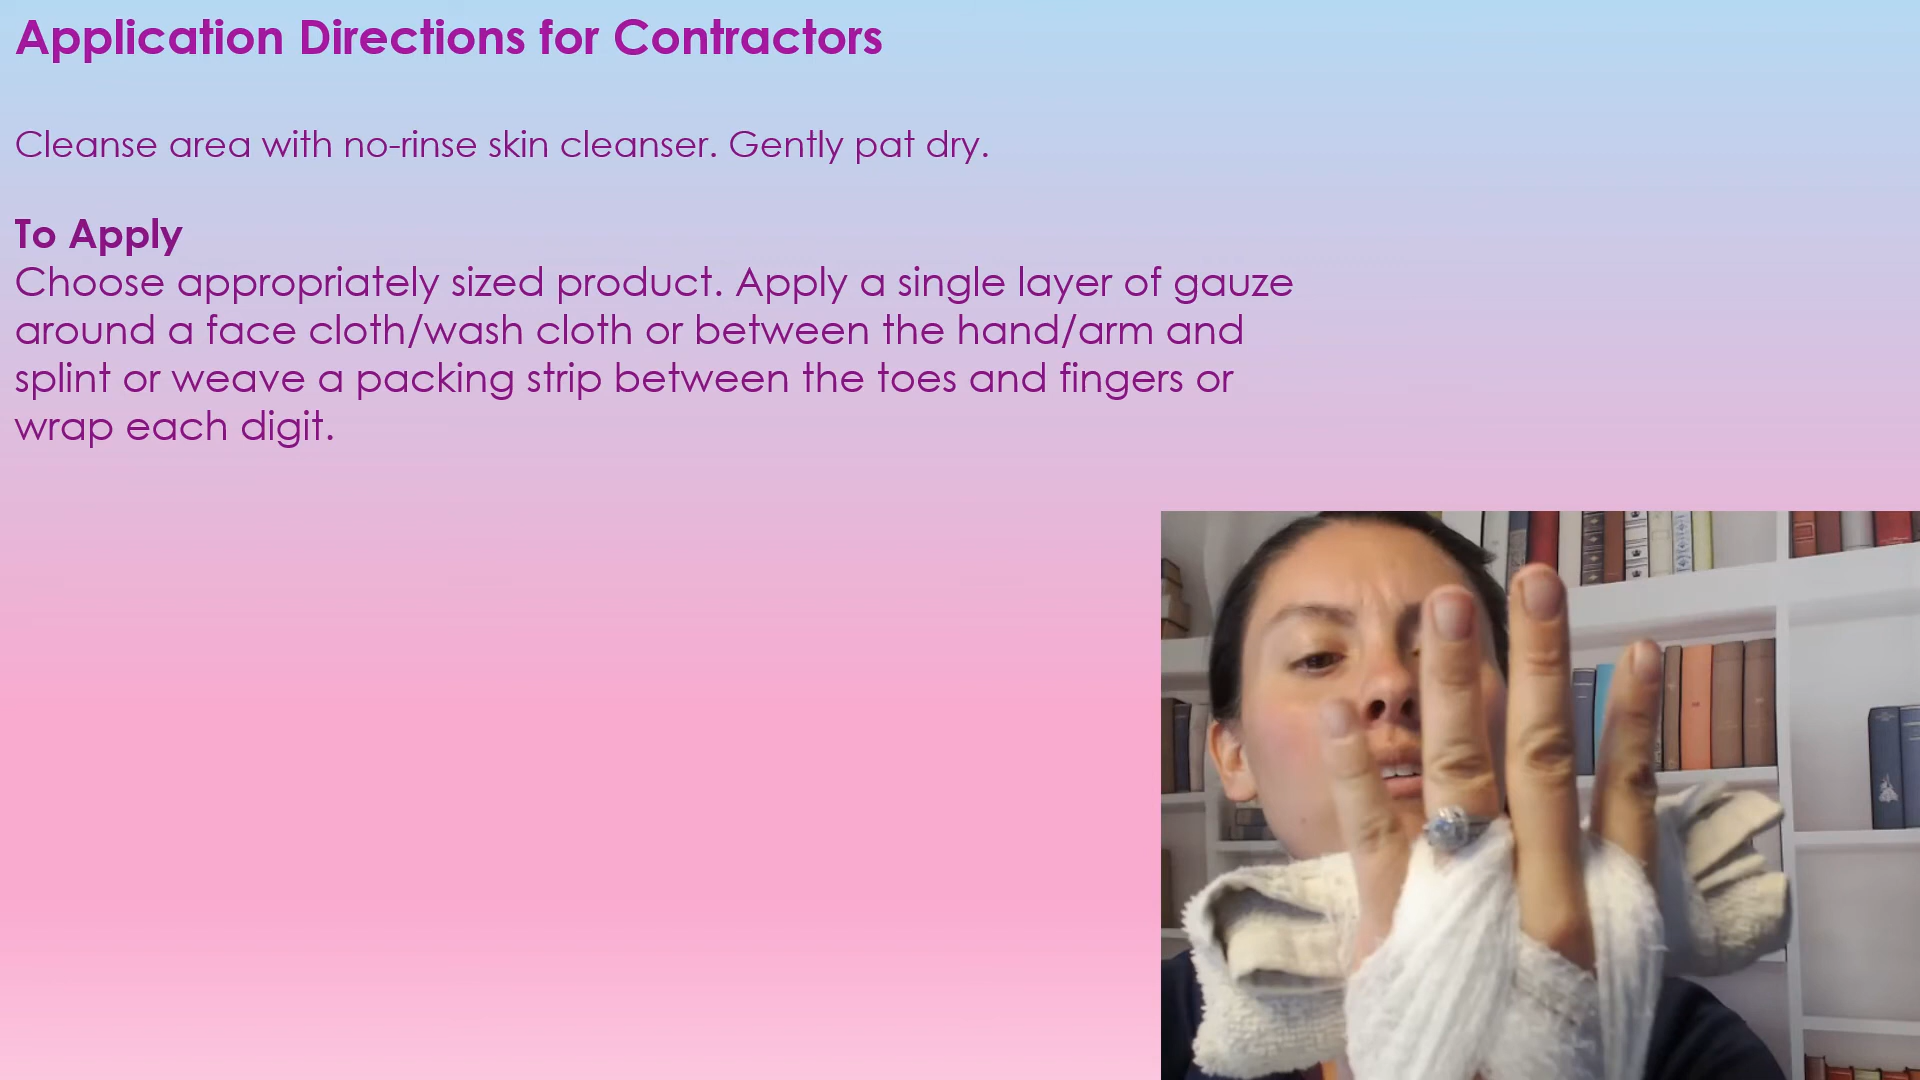 Application Directions for Contractors
Cleanse area with no-rinse skin cleanser. Gently pat dry.
To Apply
Choose appropriately sized product. Apply a single layer of gauze
around a face cloth/wash cloth or between the hand/arm and
splint or weave a packing strip between the toes and fingers or
wrap each digit.